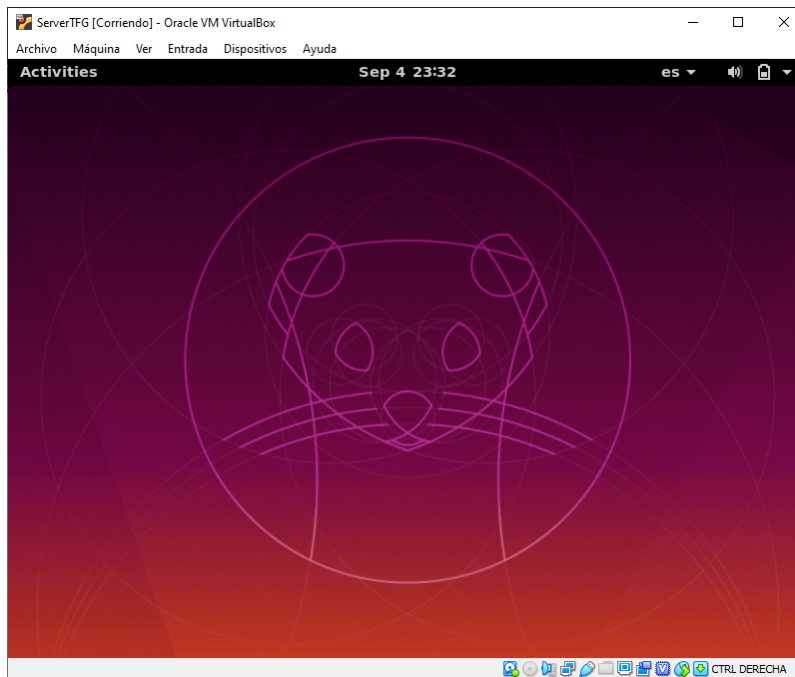 ServerTFG [Corriendo] - Oracle VM VirtualBox
Archivo Máquina Ver Entrada Dispositivos Ayuda
Activities Sep 4 23:32 es
CTRL DERECHA